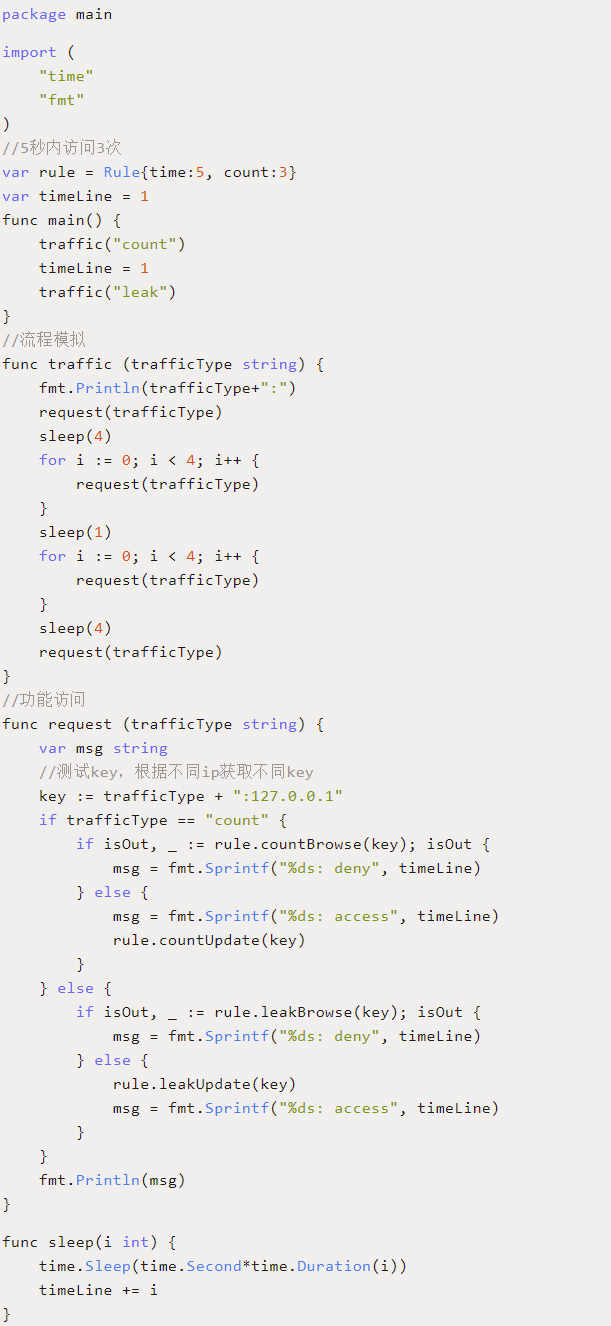 package main
import (
    "time"
    "fmt"
)
//5秒内访问3次
var rule = Rule{time:5, count:3}
var timeLine = 1
func main() {
    traffic("count")
    timeLine = 1
    traffic("leak")
}
//流程模拟
func traffic (trafficType string) {
    fmt.Println(trafficType+":")
    request(trafficType)
    sleep(4)
    for i := 0; i < 4; i++ {
        request(trafficType)
    }
    sleep(1)
    for i := 0; i < 4; i++ {
        request(trafficType)
    }
    sleep(4)
    request(trafficType)
}
//功能访问
func request (trafficType string) {
    var msg string
    //测试key，根据不同ip获取不同key
    key := trafficType + ":127.0.0.1"
    if trafficType == "count" {
        if isOut, _ := rule.countBrowse(key); isOut {
            msg = fmt.Sprintf("%ds: deny", timeLine)
        } else {
            msg = fmt.Sprintf("%ds: access", timeLine)
            rule.countUpdate(key)
        }
    } else {
        if isOut, _ := rule.leakBrowse(key); isOut {
            msg = fmt.Sprintf("%ds: deny", timeLine)
        } else {
            rule.leakUpdate(key)
            msg = fmt.Sprintf("%ds: access", timeLine)
        }
    }
    fmt.Println(msg)
}
func sleep(i int) {
    time.Sleep(time.Second*time.Duration(i))
    timeLine += i
}